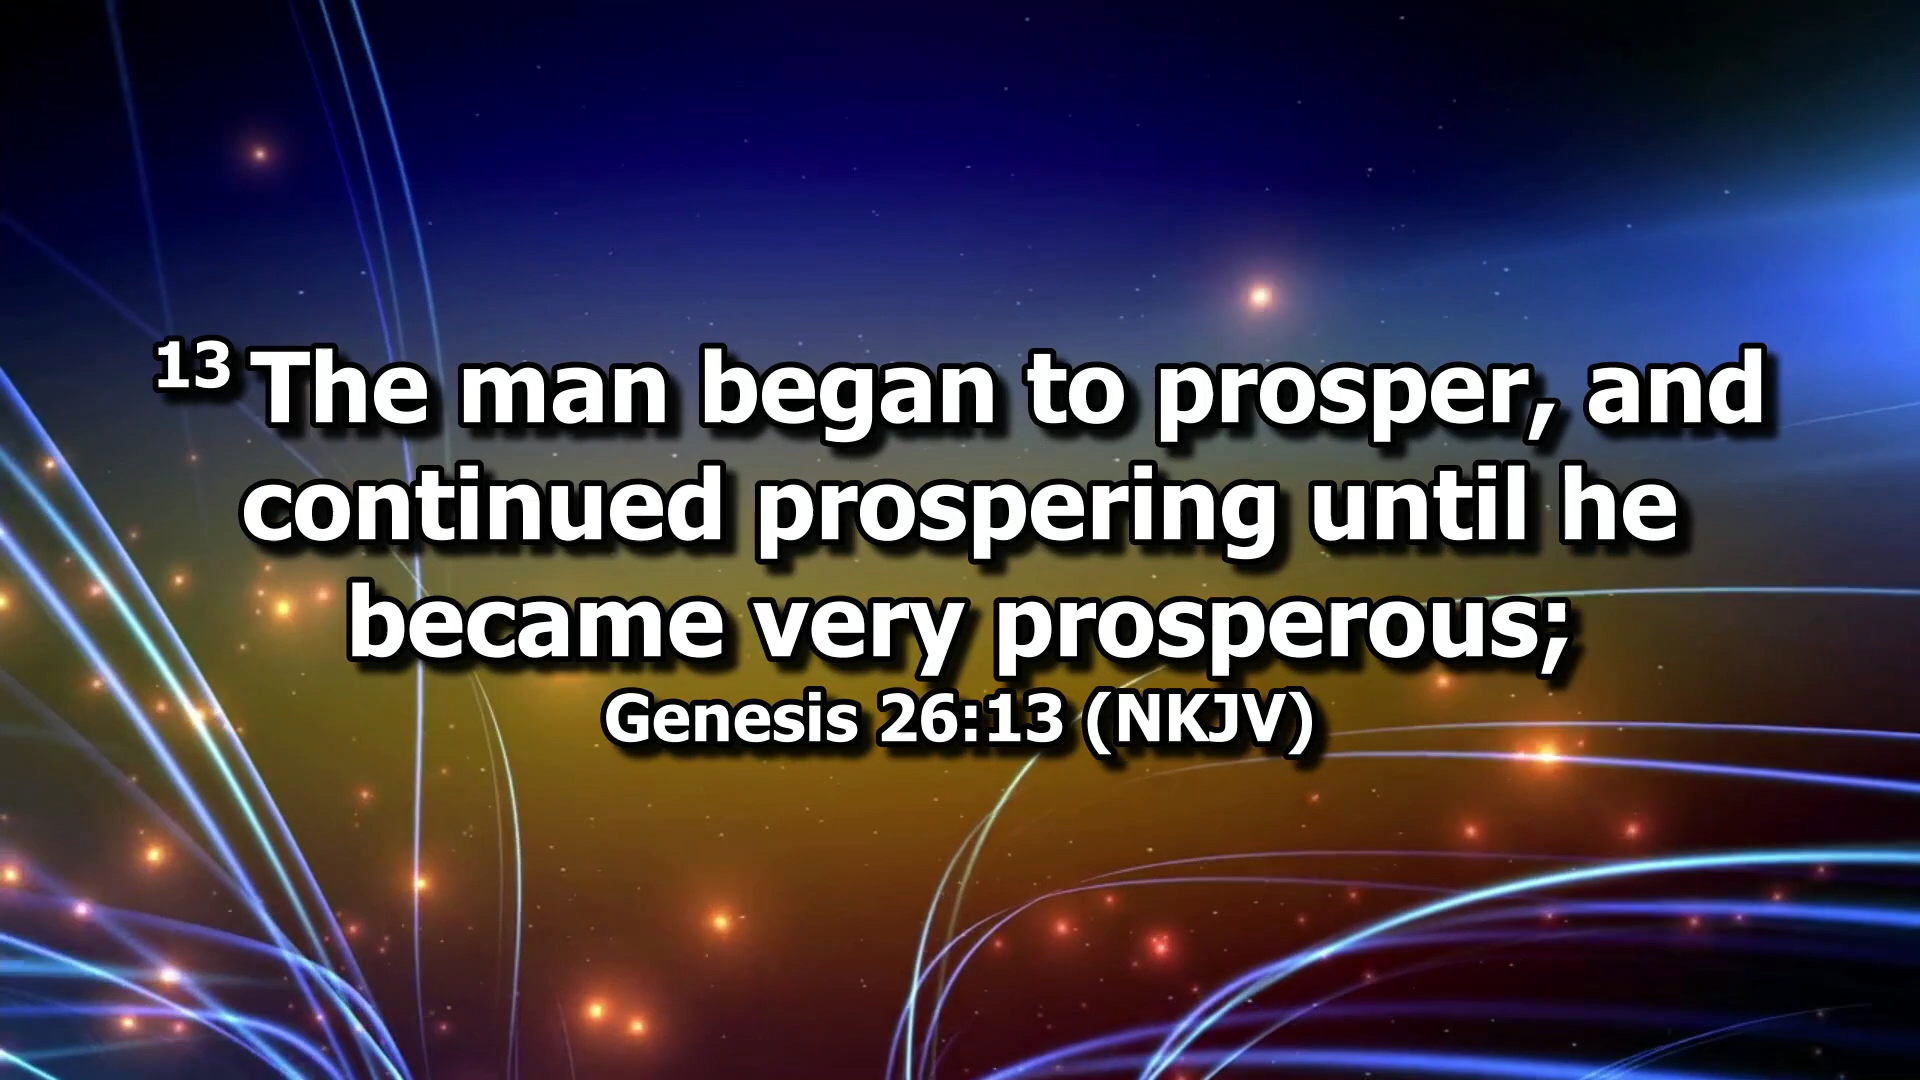 13 The man began to prosper, and
continued prospering until he
became very prosperous;
Genesis 26:13 (NKJV)